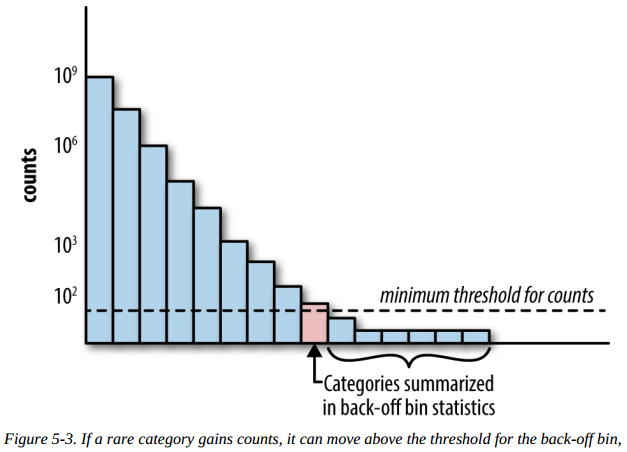 counts
10⁹
10⁶
10³
10²
minimum threshold for counts
Categories summarized
in back-off bin statistics
Figure 5-3. If a rare category gains counts, it can move above the threshold for the back-off bin,